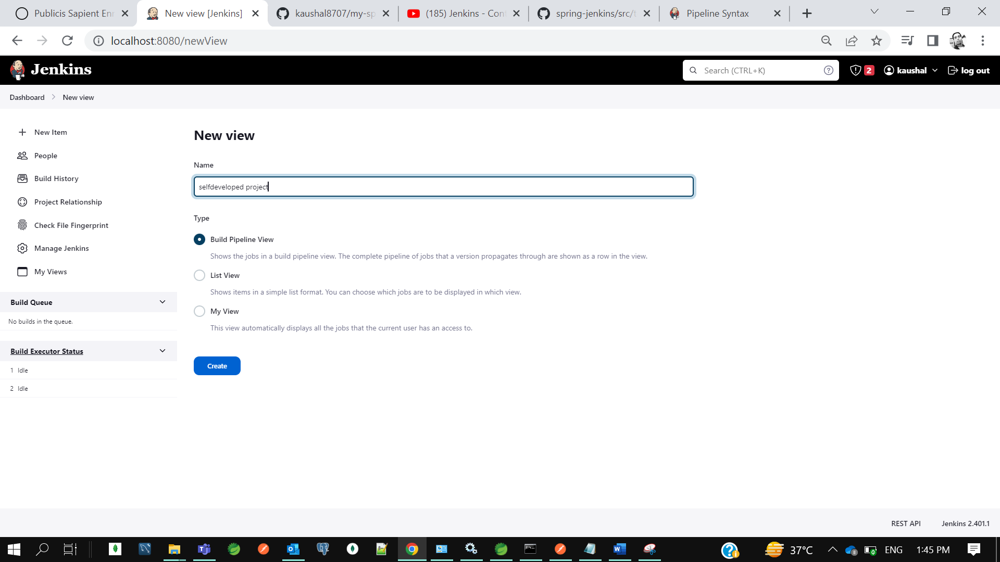 Publicis Sapient Enr
New view [Jenkins]
kaushal8707/my-sp
(185) Jenkins - Cont
spring-jenkins/src/t
Pipeline Syntax
localhost:8080/newView
Jenkins
Search (CTRL+K)
2
kaushal
log out
Dashboard
New view
New Item
People
Build History
Project Relationship
Check File Fingerprint
Manage Jenkins
My Views
Build Queue
No builds in the queue.
Build Executor Status
1 Idle
2 Idle
New view
Name
selfdeveloped project
Type
Build Pipeline View
Shows the jobs in a build pipeline view. The complete pipeline of jobs that a version propagates through are shown as a row in the view.
List View
Shows items in a simple list format. You can choose which jobs are to be displayed in which view.
My View
This view automatically displays all the jobs that the current user has an access to.
Create
REST API
Jenkins 2.401.1
37°C
ENG
1:45 PM